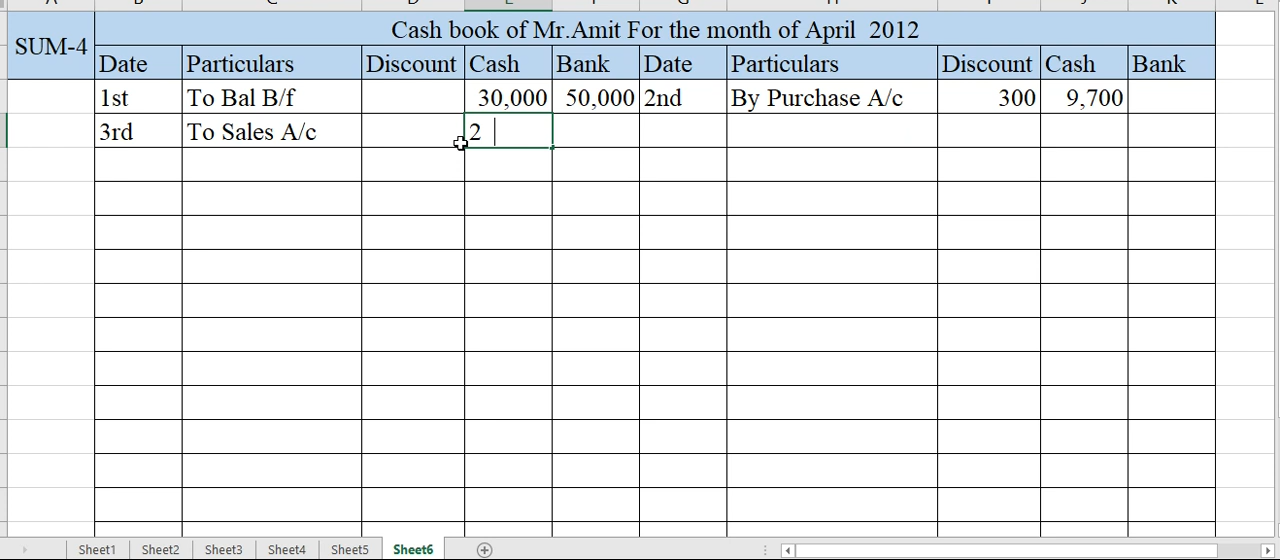 SUM-4 Cash book of Mr.Amit For the month of April 2012
Date Particulars Discount Cash Bank Date Particulars Discount Cash Bank
1st To Bal B/f 30,000 50,000 2nd By Purchase A/c 300 9,700
3rd To Sales A/c 2
Sheet1 Sheet2 Sheet3 Sheet4 Sheet5 Sheet6